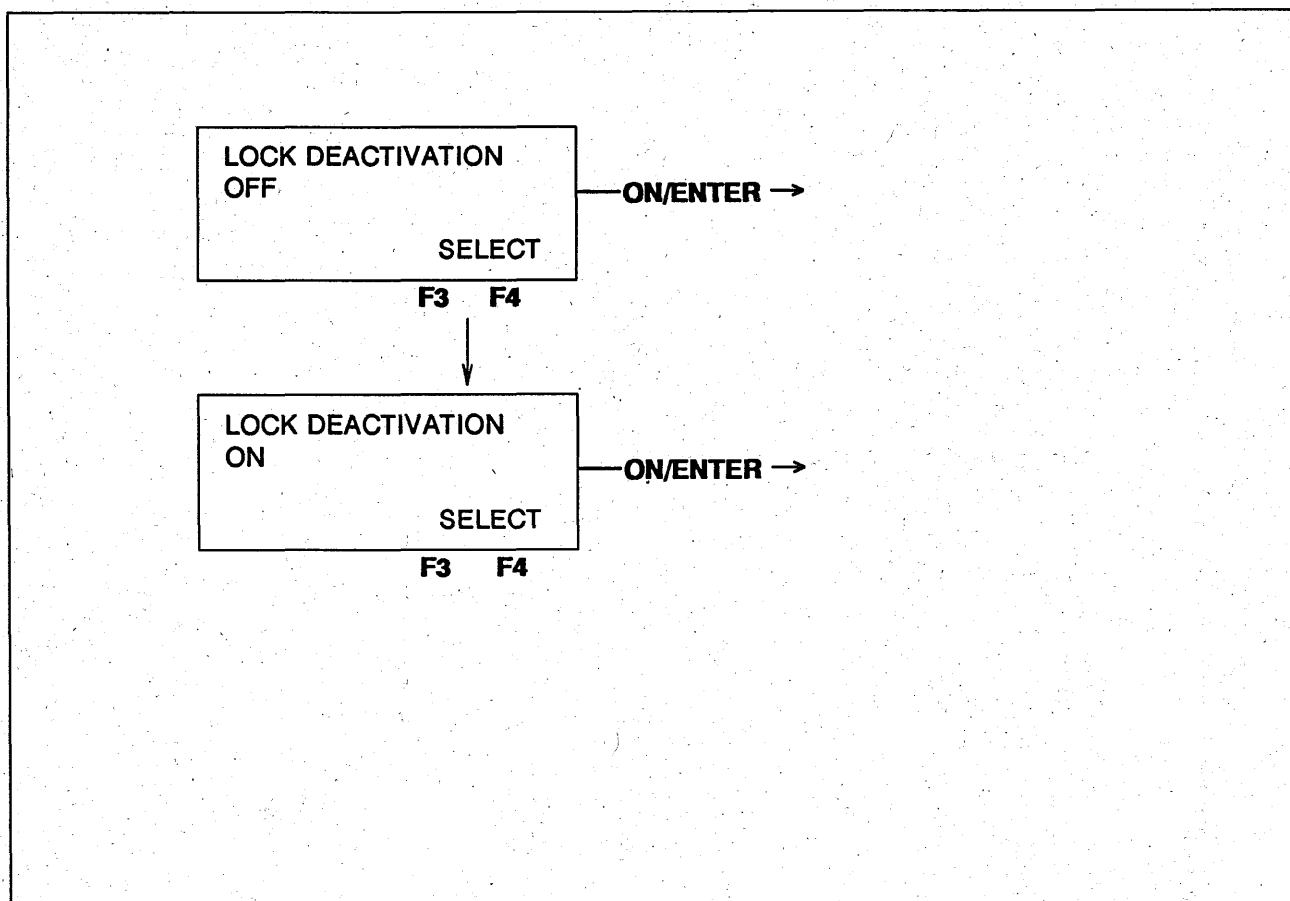 LOCK DEACTIVATION
OFF
ON/ENTER →
SELECT
F3 F4
LOCK DEACTIVATION
ON
ON/ENTER →
SELECT
F3 F4